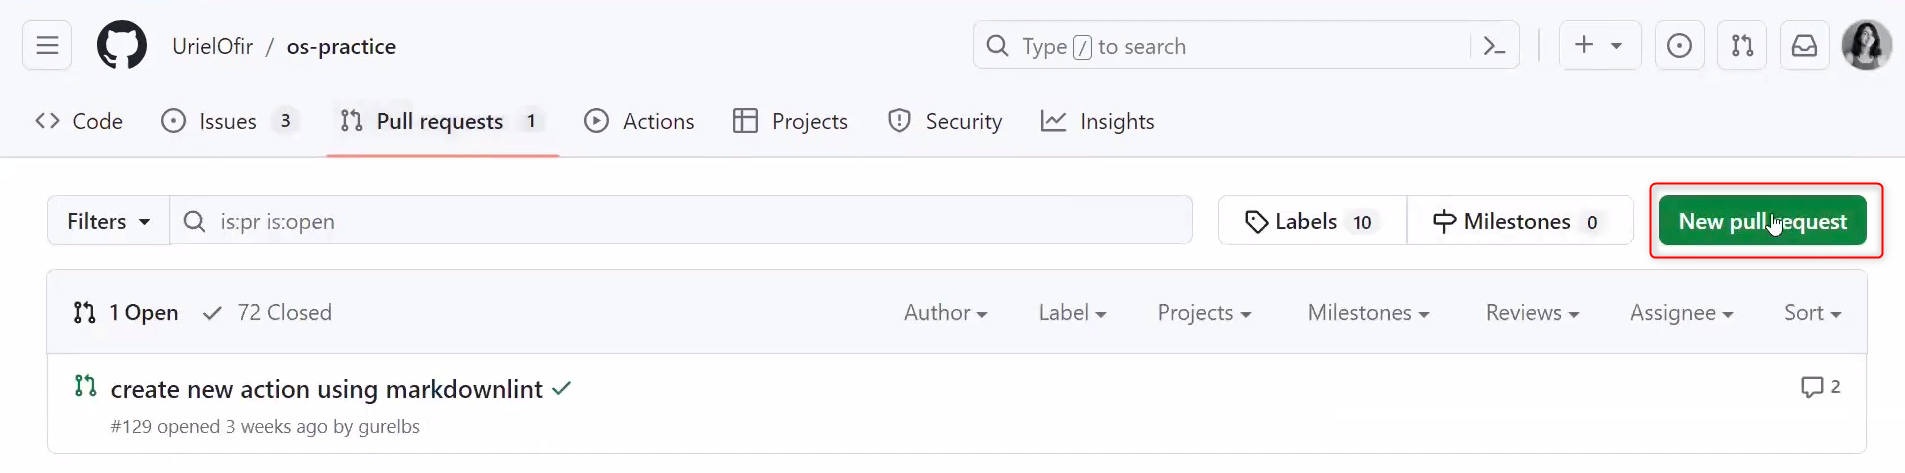 UrielOfir / os-practice
Type / to search
Code Issues 3 Pull requests 1 Actions Projects Security Insights
Filters is:pr is:open Labels 10 Milestones 0 New pull request
1 Open 72 Closed Author Label Projects Milestones Reviews Assignee Sort
create new action using markdownlint 2
#129 opened 3 weeks ago by gurelbs